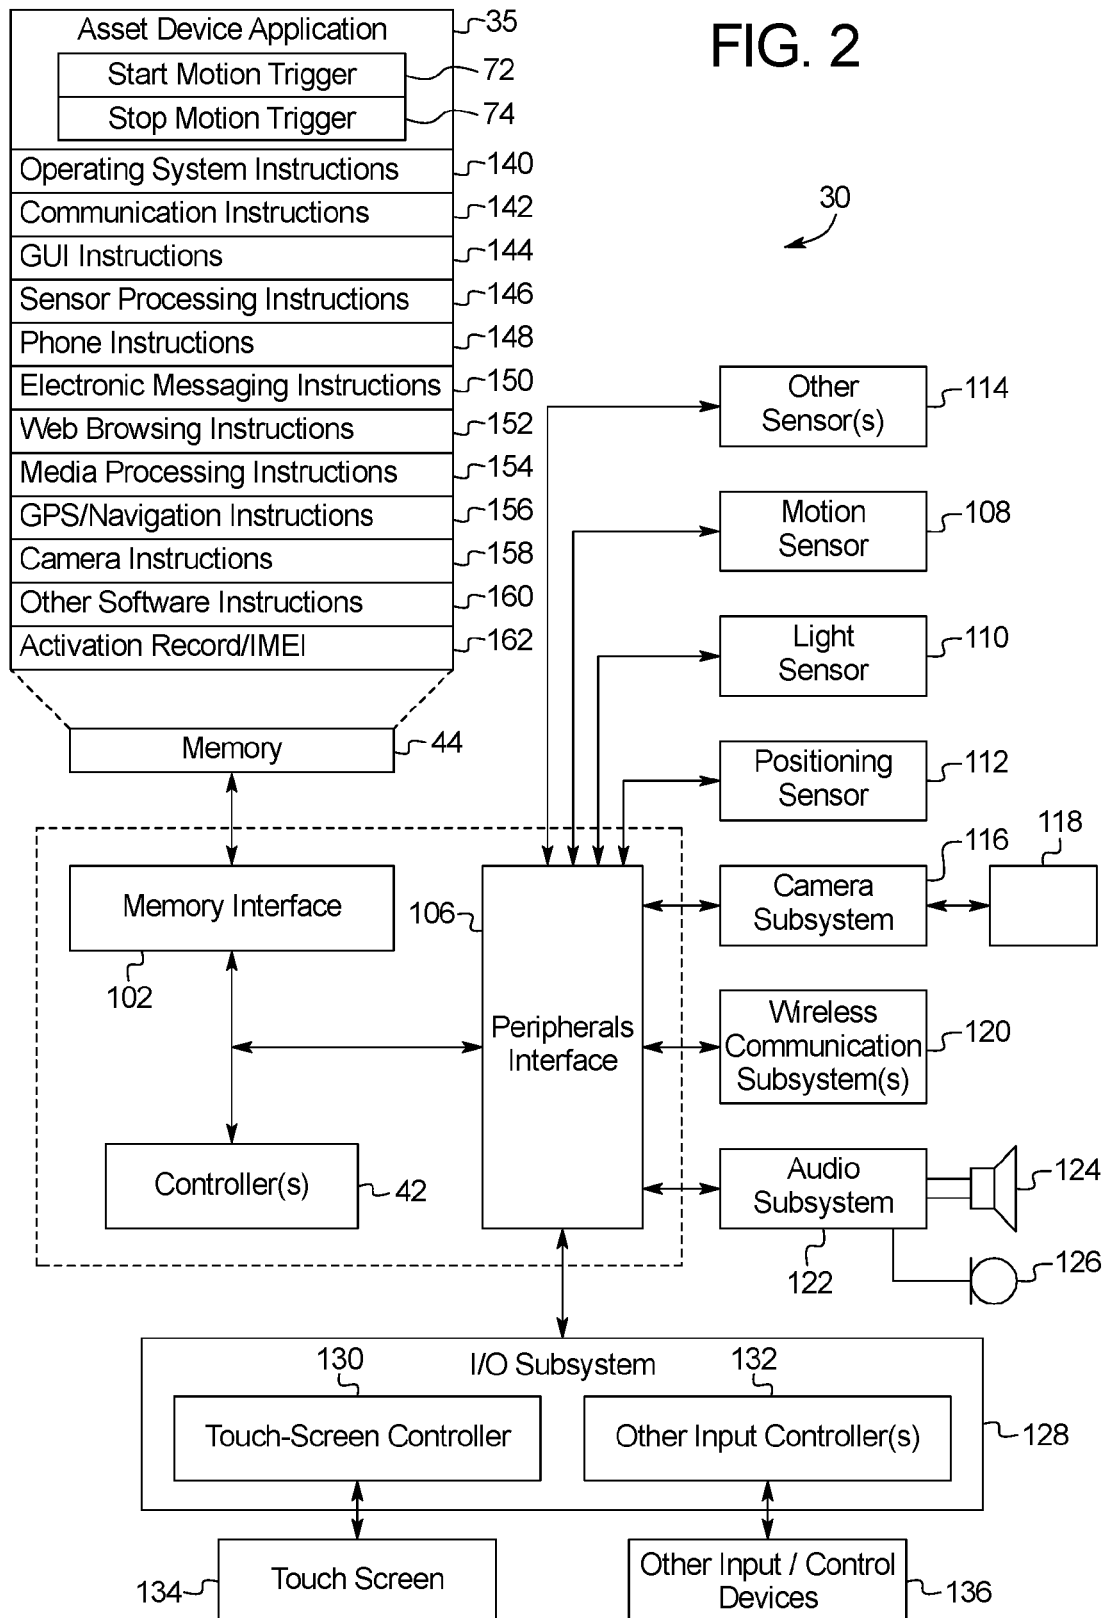 FIG. 2
Asset Device Application 35
Start Motion Trigger 72
Stop Motion Trigger 74
Operating System Instructions 140
Communication Instructions 142
GUI Instructions 144
Sensor Processing Instructions 146
Phone Instructions 148
Electronic Messaging Instructions 150
Web Browsing Instructions 152
Media Processing Instructions 154
GPS/Navigation Instructions 156
Camera Instructions 158
Other Software Instructions 160
Activation Record/IMEI 162
Memory 44
30
Other
Sensor(s)
114
Motion
Sensor
108
Light
Sensor
110
Positioning
Sensor
112
Memory Interface
102
106
Peripherals
Interface
Controller(s)
42
Camera
Subsystem
116
118
Wireless
Communication
Subsystem(s)
120
Audio
Subsystem
122
124
126
I/O Subsystem
128
130
Touch-Screen Controller
132
Other Input Controller(s)
134
Touch Screen
Other Input / Control
Devices
136